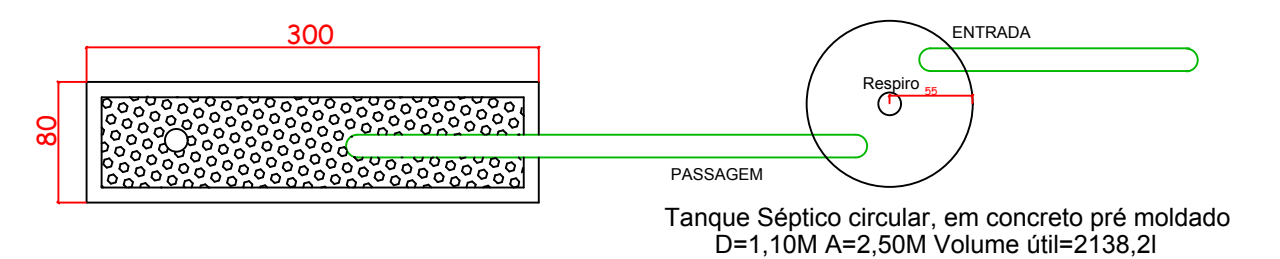 300
80
ENTRADA
Respiro
55
PASSAGEM
Tanque Séptico circular, em concreto pré moldado
D=1,10M A=2,50M Volume útil=2138,2l